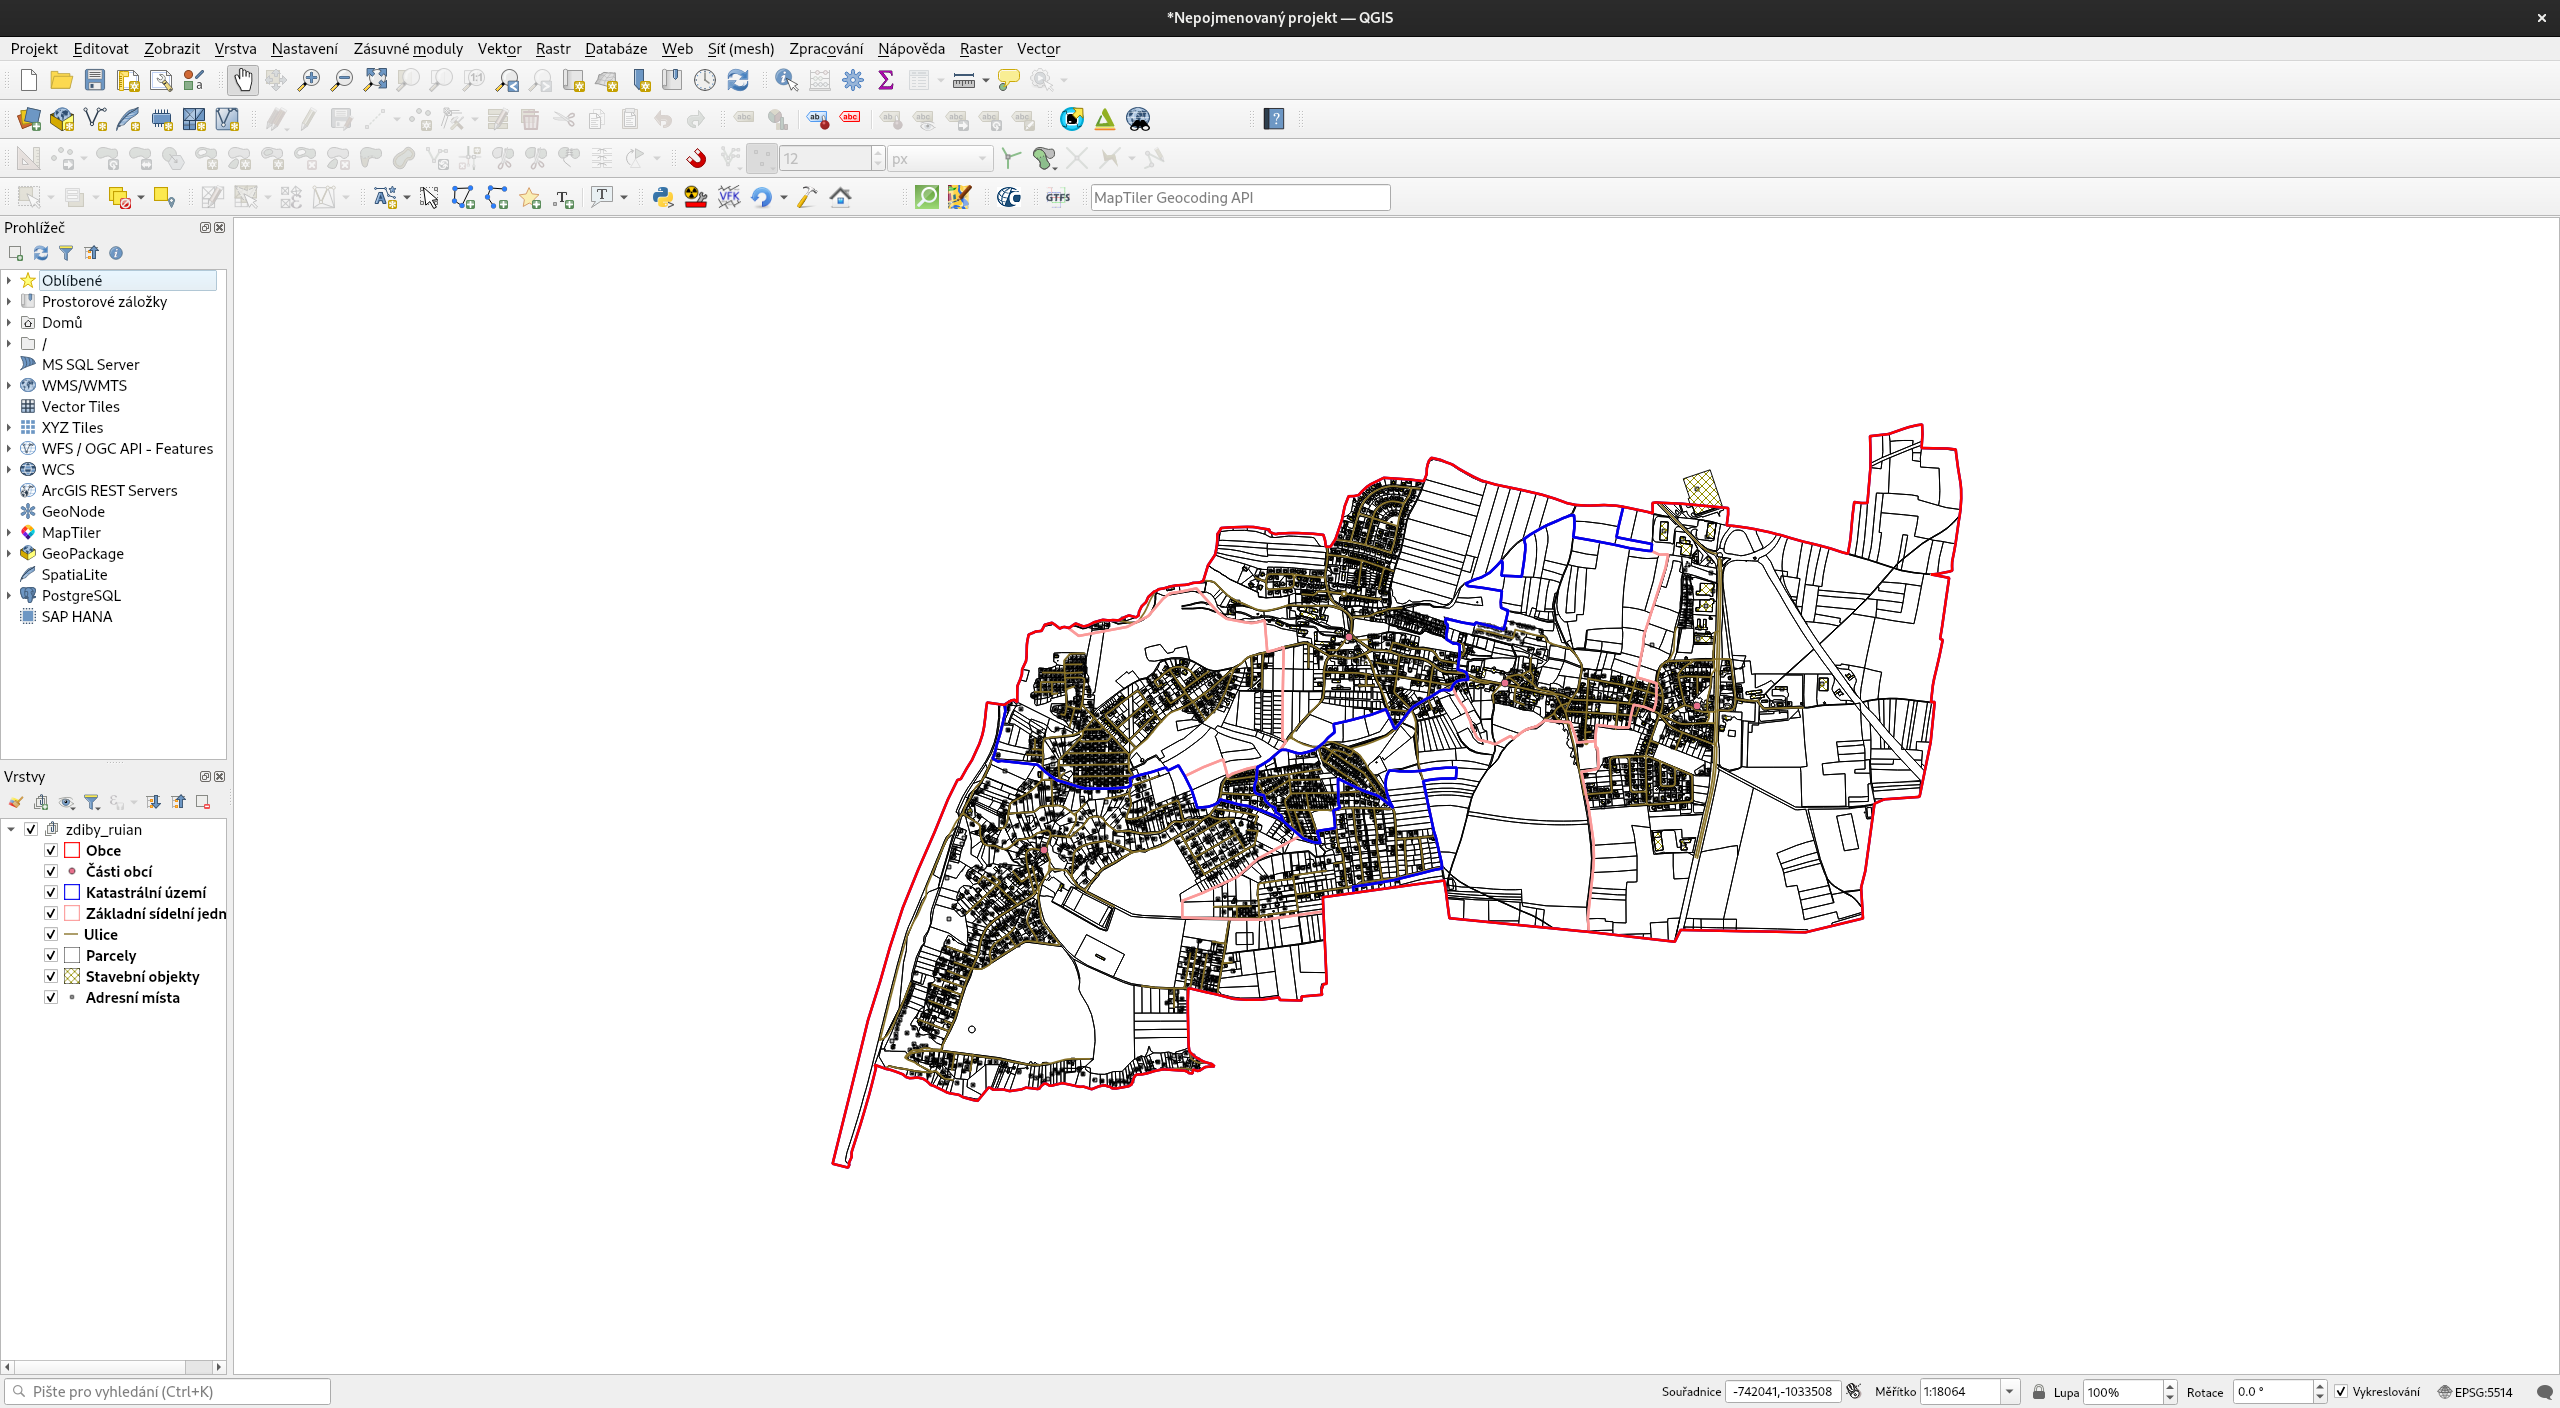 *Nepojmenovaný projekt — QGIS
Projekt Editovat Zobrazit Vrstva Nastavení Zásuvné moduly Vektor Rastr Databáze Web Síť (mesh) Zpracování Nápověda Raster Vector
12 px
MapTiler Geocoding API
Prohlížeč
Oblíbené
Prostorové záložky
Domů
/
MS SQL Server
WMS/WMTS
Vector Tiles
XYZ Tiles
WFS / OGC API - Features
WCS
ArcGIS REST Servers
GeoNode
MapTiler
GeoPackage
SpatiaLite
PostgreSQL
SAP HANA
Vrstvy
zdiby_ruian
Obce
Části obcí
Katastrální území
Základní sídelní jedn
Ulice
Parcely
Stavební objekty
Adresní místa
Pište pro vyhledání (Ctrl+K)
Souřadnice -742041,-1033508 Měřítko 1:18064 Lupa 100% Rotace 0.0 ° Vykreslování EPSG:5514